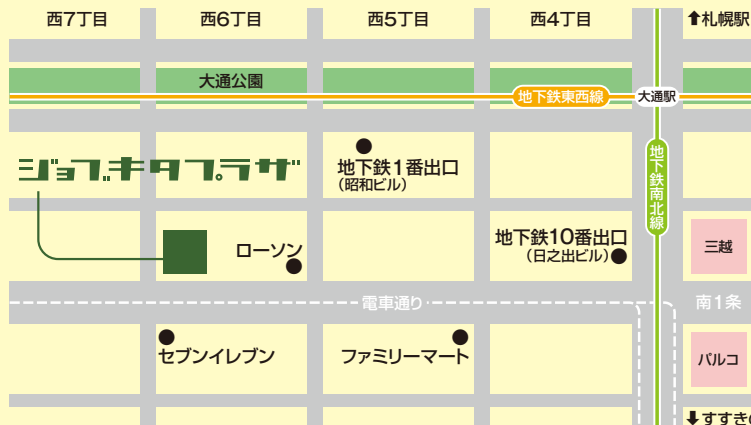 西7丁目
西6丁目
西5丁目
西4丁目
↑札幌駅
大通公園
地下鉄東西線
大通駅
地下鉄南北線
ジョブキタプラザ
地下鉄1番出口
(昭和ビル)
ローソン
地下鉄10番出口
(日之出ビル)
三越
電車通り
南1条
セブンイレブン
ファミリーマート
パルコ
↓すすき